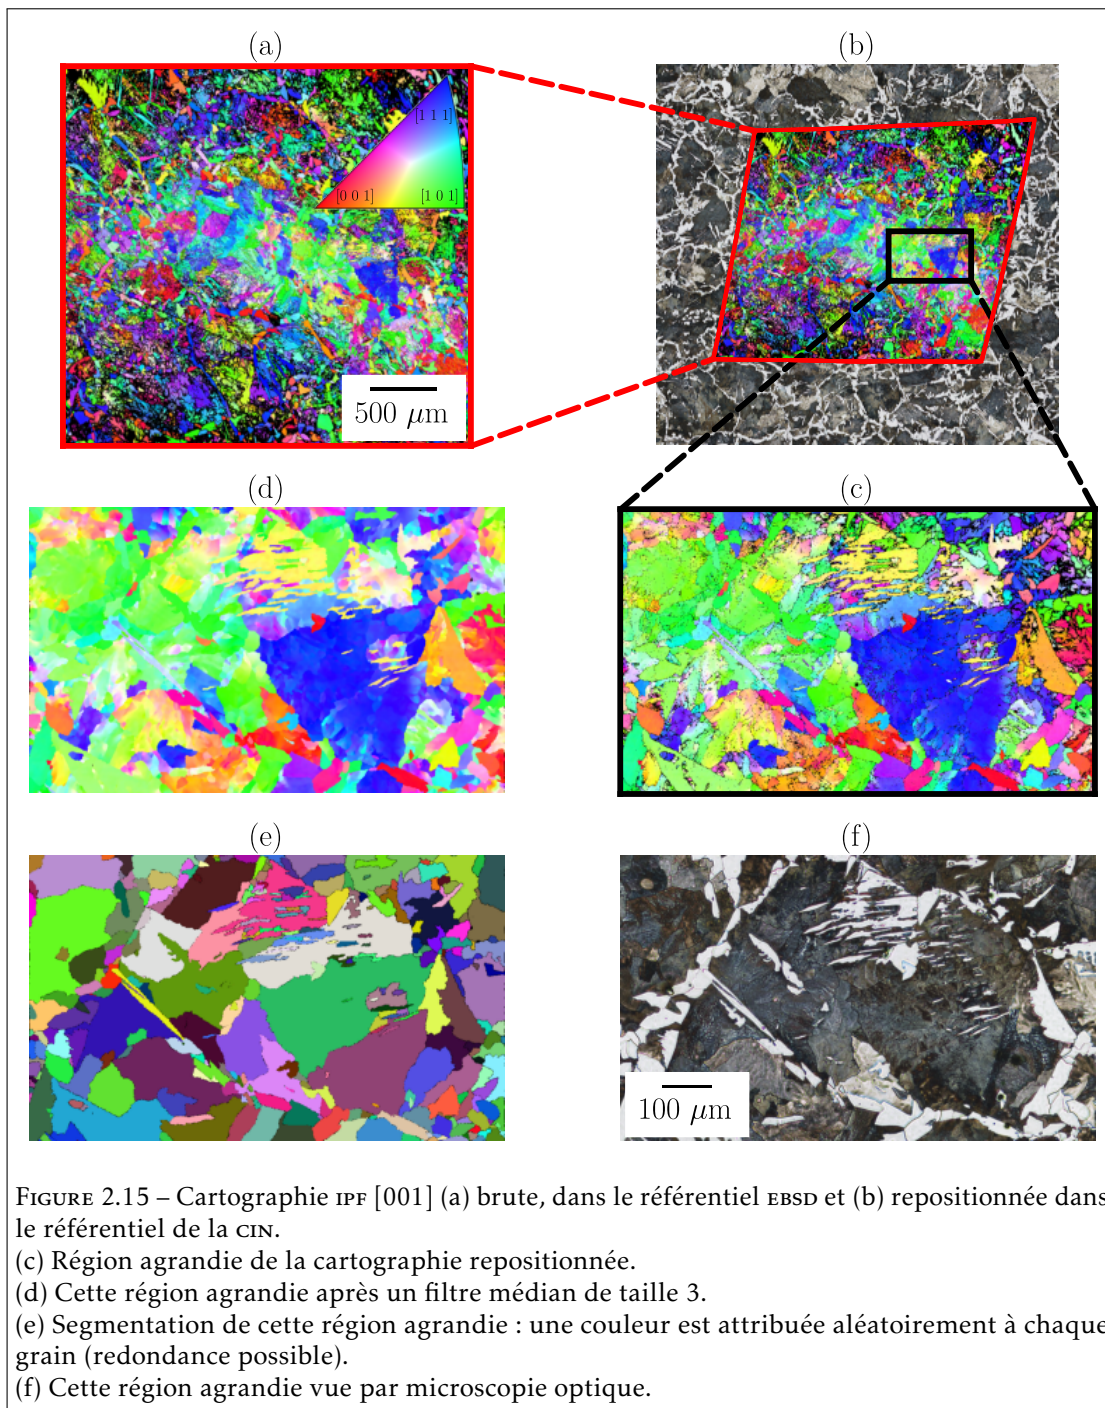 (a)
(b)
[1 1 1]
[0 0 1]
[1 0 1]
500 μm
(d)
(c)
(e)
(f)
100 μm
FIGURE 2.15 – Cartographie IPF [001] (a) brute, dans le référentiel EBSD et (b) repositionnée dans
le référentiel de la CIN.
(c) Région agrandie de la cartographie repositionnée.
(d) Cette région agrandie après un filtre médian de taille 3.
(e) Segmentation de cette région agrandie : une couleur est attribuée aléatoirement à chaque
grain (redondance possible).
(f) Cette région agrandie vue par microscopie optique.